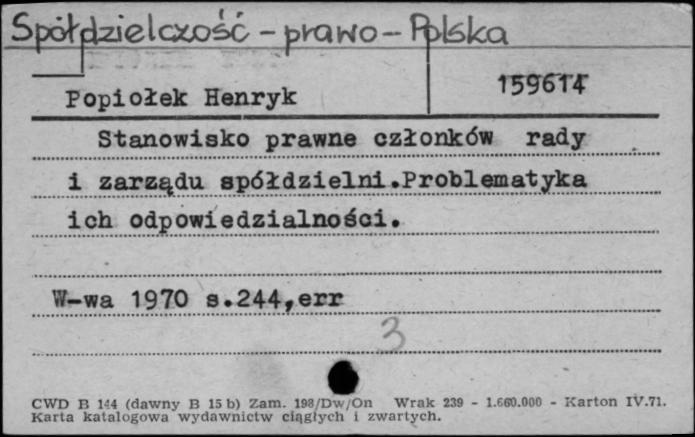 Spółdzielczość - prawo - Polska
159614
Popiołek Henryk
Stanowisko prawne członków rady
i zarządu spółdzielni.Problematyka
ich odpowiedzialności.
W-wa 1970 s.244,err
3
CWD B 144 (dawny B 15 b) Zam. 198/Dw/On Wrak 239 - 1.660.000 - Karton IV.71.
Karta katalogowa wydawnictw ciągłych i zwartych.